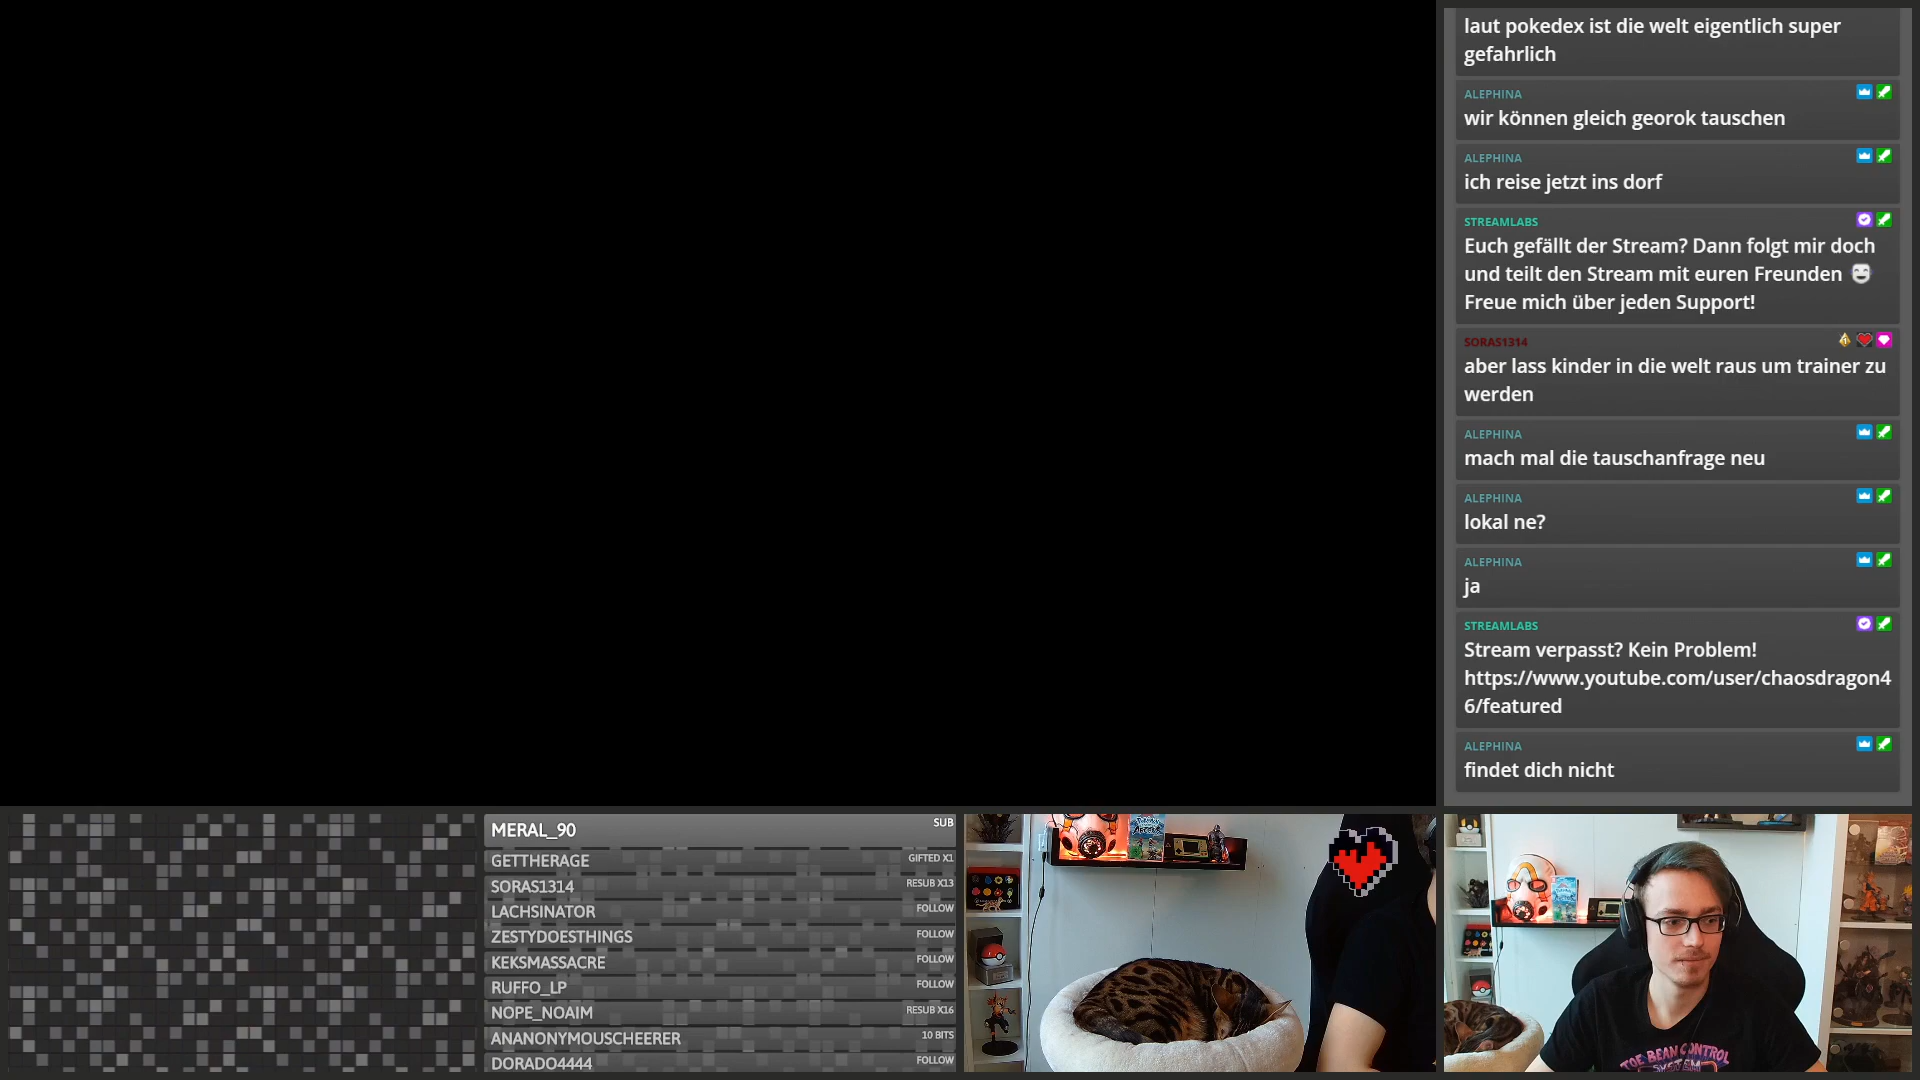 laut pokedex ist die welt eigentlich super
gefahrlich
ALEPHINA
wir können gleich georok tauschen
ALEPHINA
ich reise jetzt ins dorf
STREAMLABS
Euch gefällt der Stream? Dann folgt mir doch
und teilt den Stream mit euren Freunden
Freue mich über jeden Support!
SORAS1314
aber lass kinder in die welt raus um trainer zu
werden
ALEPHINA
mach mal die tauschanfrage neu
ALEPHINA
lokal ne?
ALEPHINA
ja
STREAMLABS
Stream verpasst? Kein Problem!
https://www.youtube.com/user/chaosdragon4
6/featured
ALEPHINA
findet dich nicht
MERAL_90 SUB
GETTHERAGE GIFTED X1
SORAS1314 RESUB X13
LACHSINATOR FOLLOW
ZESTYDOESTHINGS FOLLOW
KEKSMASSACRE FOLLOW
RUFFO_LP FOLLOW
NOPE_NOAIM RESUB X16
ANANONYMOUSCHEERER 10 BITS
DORADO4444 FOLLOW
TOE BEAN CONTROL